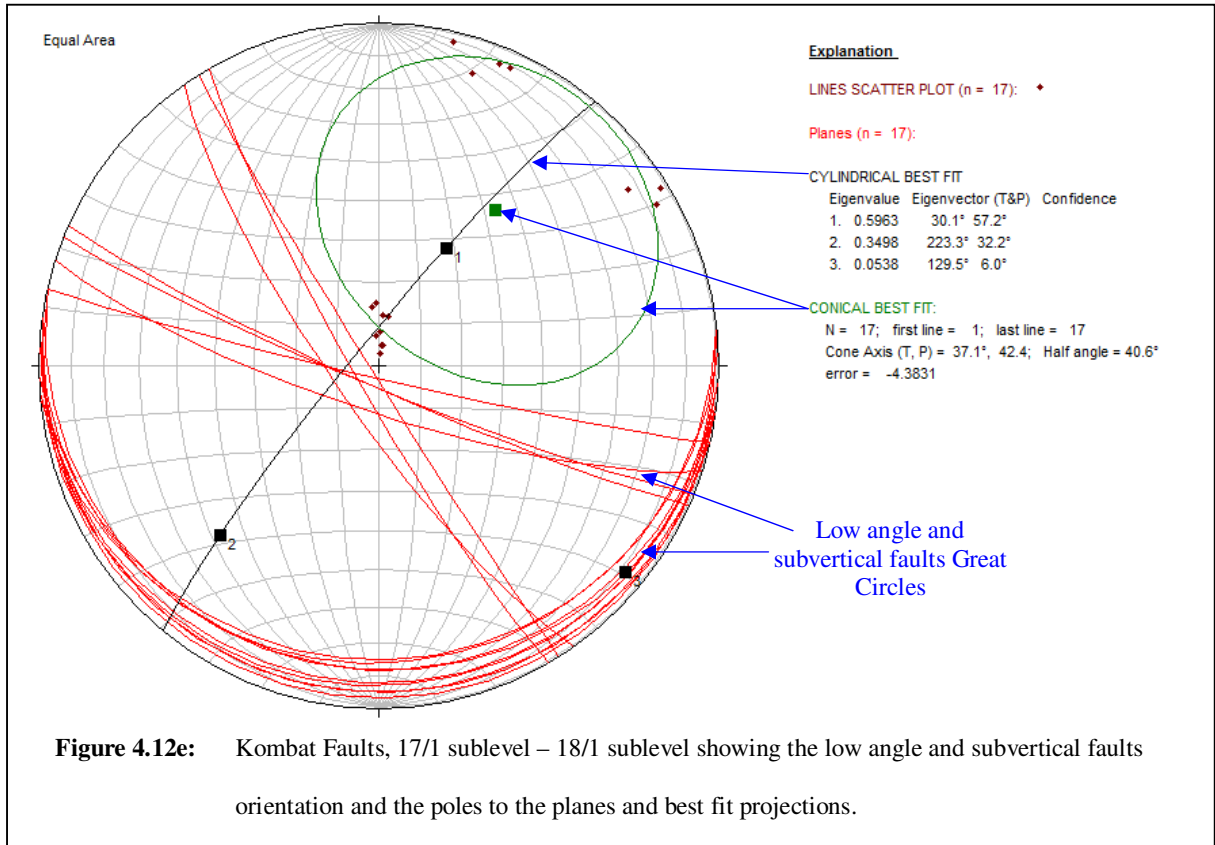 Equal Area
Explanation
LINES SCATTER PLOT (n = 17):
Planes (n = 17):
CYLINDRICAL BEST FIT
Eigenvalue Eigenvector (T&P) Confidence
1. 0.5963 30.1° 57.2°
2. 0.3498 223.3° 32.2°
3. 0.0538 129.5° 6.0°
CONICAL BEST FIT:
N = 17; first line = 1; last line = 17
Cone Axis (T, P) = 37.1°, 42.4; Half angle = 40.6°
error = -4.3831
1
2
3
Low angle and
subvertical faults Great
Circles
Figure 4.12e: Kombat Faults, 17/1 sublevel – 18/1 sublevel showing the low angle and subvertical faults
orientation and the poles to the planes and best fit projections.